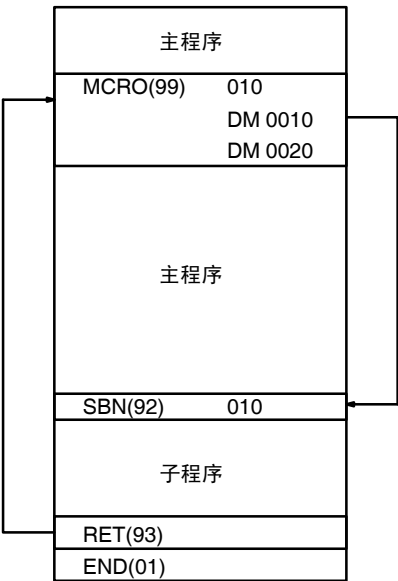 主程序
MCRO(99) 010
DM 0010
DM 0020
主程序
SBN(92) 010
子程序
RET(93)
END(01)